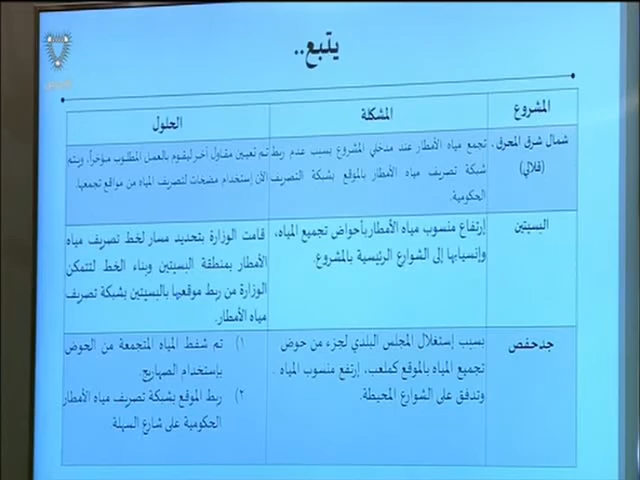 يتبع..
المشروع
المشكلة
الحلول
شمال شرق المحرق
(قلالي)
تجمع مياه الأمطار عند مدخلي المشروع بسبب عدم ربط
شبكة تصريف مياه الأمطار بالموقع بشبكة التصريف
الحكومية.
تم تعيين مقاول آخر ليقوم بالعمل المطلوب مؤخراً، ويتم
الآن إستخدام مضخات لتصريف المياه من مواقع تجمعها.
البسيتين
إرتفاع منسوب مياه الأمطار بأحواض تجميع المياه،
وإنسيابها إلى الشوارع الرئيسية بالمشروع.
قامت الوزارة بتحديد مسار لخط تصريف مياه
الأمطار بمنطقة البسيتين وبناء الخط لتتمكن
الوزارة من ربط موقعها بالبسيتين بشبكة تصريف
مياه الأمطار.
جدحفص
بسبب إستغلال المجلس البلدي لجزء من حوض
تجميع المياه بالموقع كملعب، إرتفع منسوب المياه
وتدفق على الشوارع المحيطة.
١) تم شفط المياه المتجمعة من الحوض
بإستخدام الصهاريج.
٢) ربط الموقع بشبكة تصريف مياه الأمطار
الحكومية على شارع السهلة